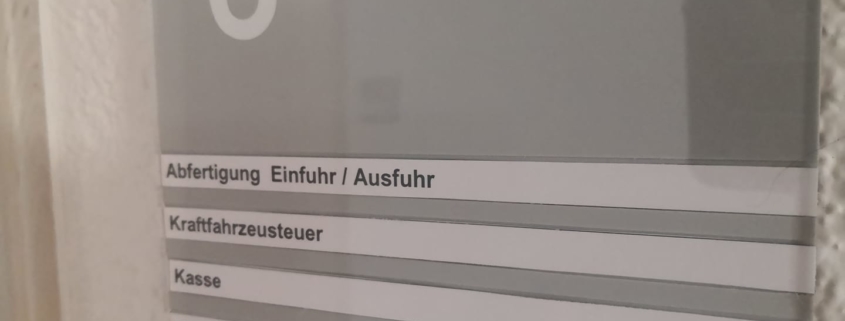 Abfertigung Einfuhr / Ausfuhr
Kraftfahrzeusteuer
Kasse